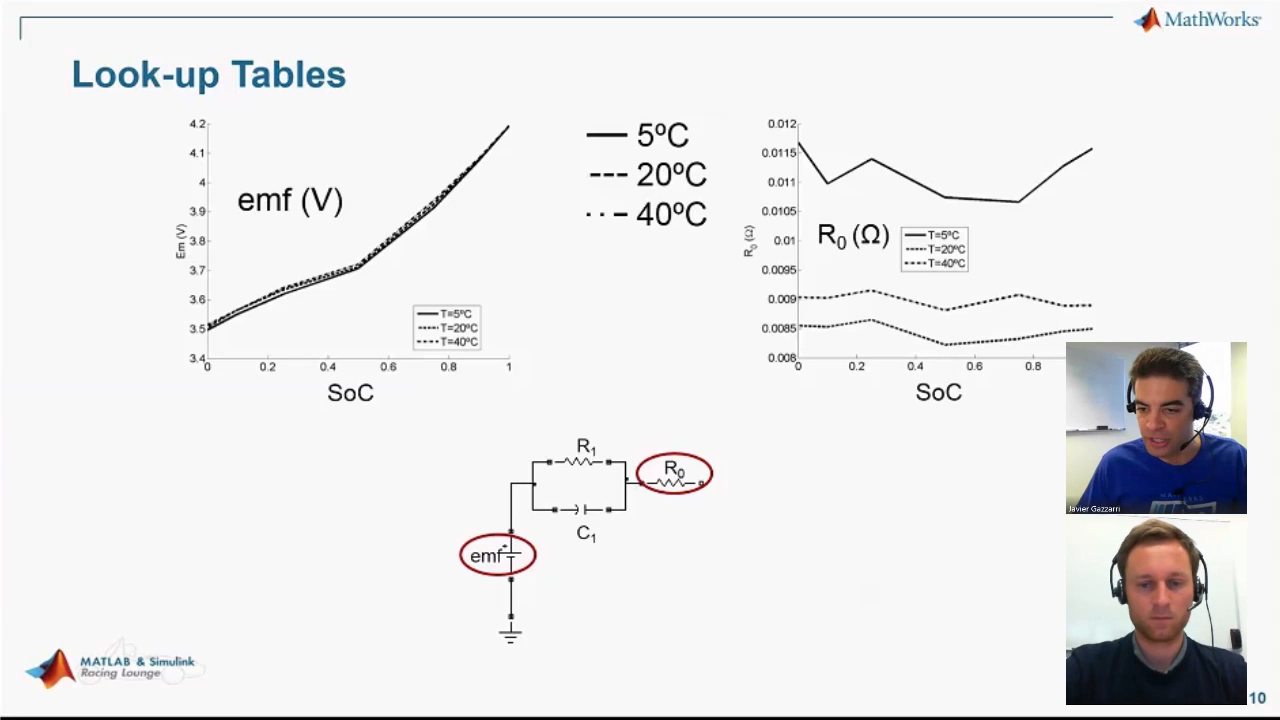 MathWorks®
Look-up Tables
4.2
4.1
4
3.9
3.8
3.7
3.6
3.5
3.4
Em (V)
emf (V)
T=5ºC
T=20ºC
T=40ºC
0 0.2 0.4 0.6 0.8 1
SoC
5ºC
20ºC
40ºC
0.012
0.0115
0.011
0.0105
0.01
0.0095
0.009
0.0085
0.008
R0 (Ω)
R0 (Ω)
T=5ºC
T=20ºC
T=40ºC
0 0.2 0.4 0.6 0.8
SoC
R1
R0
C1
emf
Javier Gazzarri
MATLAB & Simulink
Racing Lounge
10